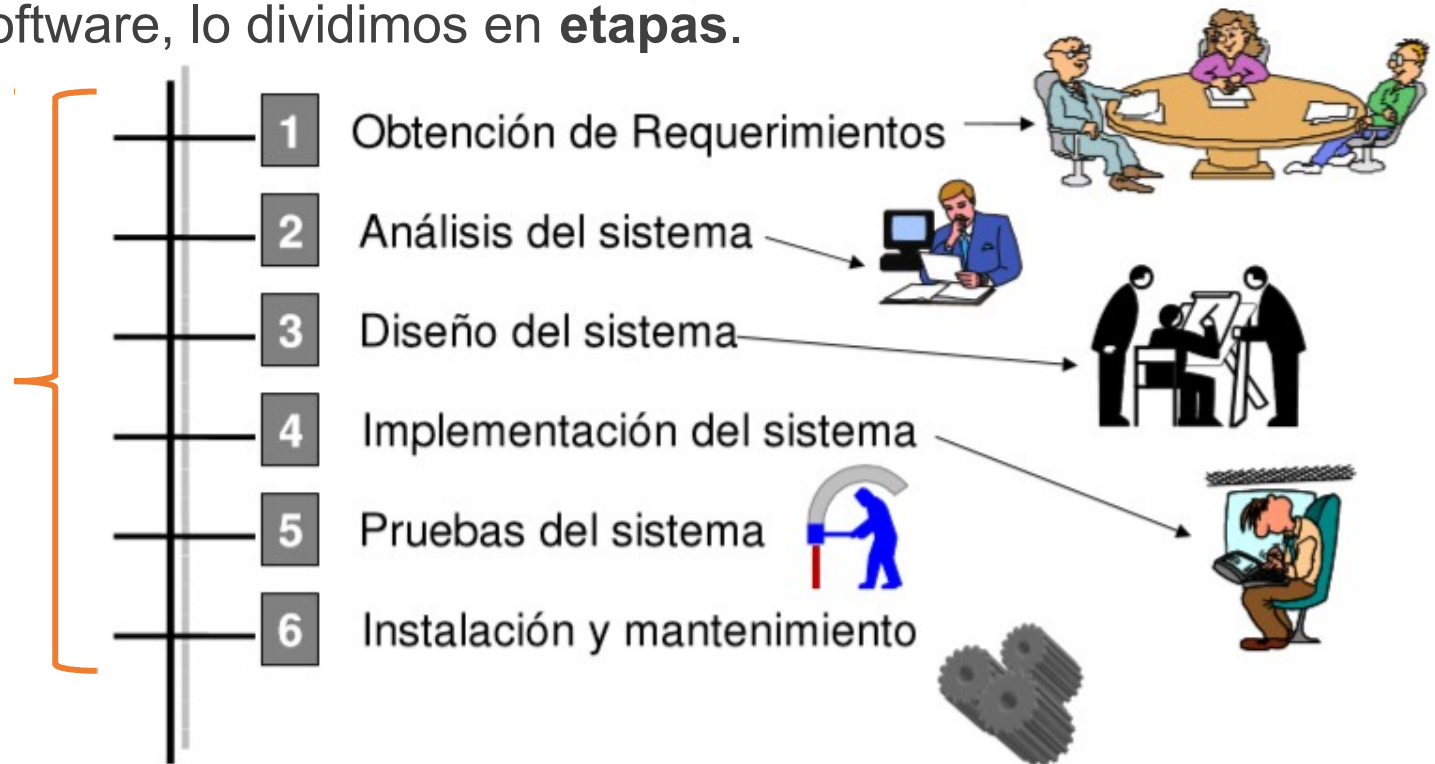 oftware, lo dividimos en etapas.
1 Obtención de Requerimientos
2 Análisis del sistema
3 Diseño del sistema
4 Implementación del sistema
5 Pruebas del sistema
6 Instalación y mantenimiento